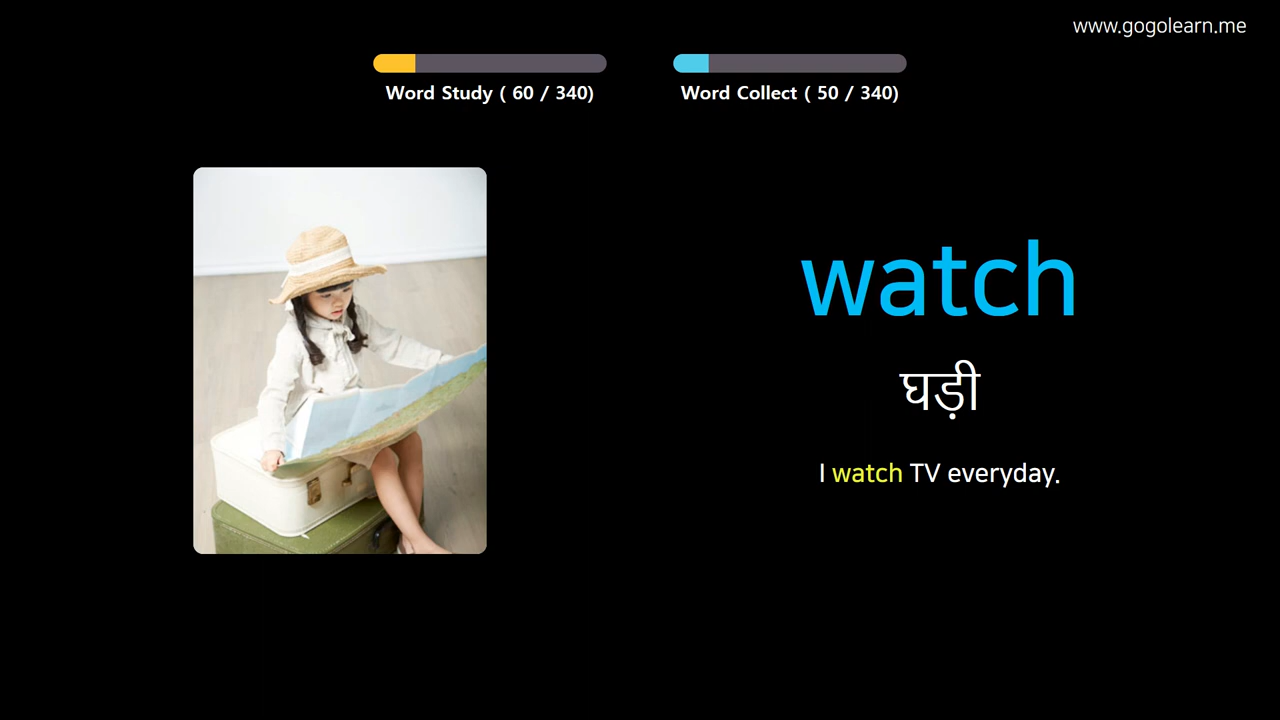 www.gogolearn.me
Word Study ( 60 / 340)
Word Collect ( 50 / 340)
watch
घड़ी
I watch TV everyday.